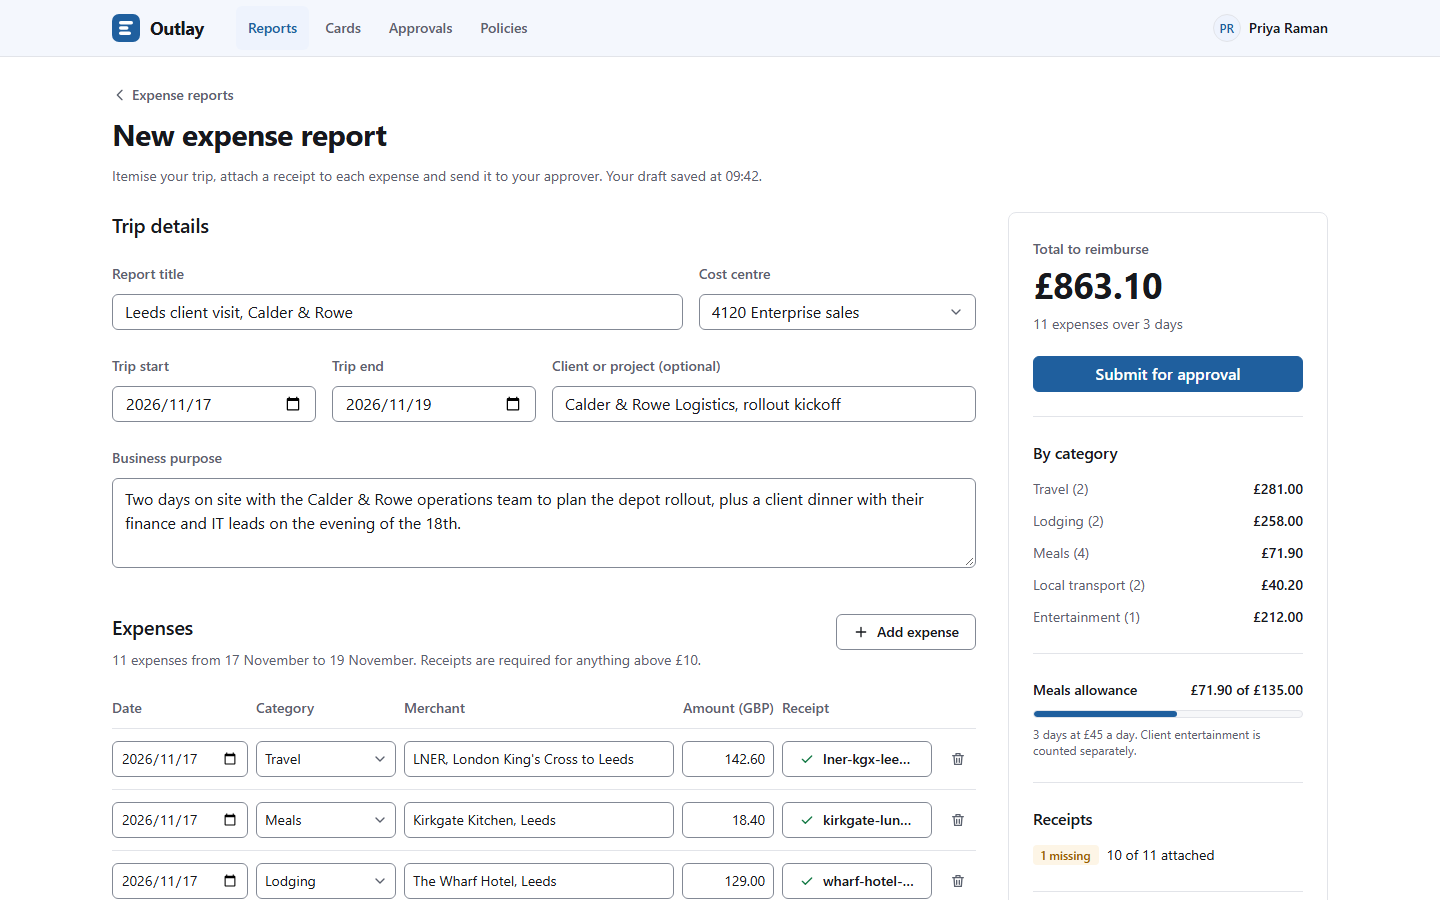 Outlay
Reports
Cards
Approvals
Policies
PR
Priya Raman
Expense reports
New expense report
Itemise your trip, attach a receipt to each expense and send it to your approver. Your draft saved at 09:42.
Trip details
Report title
Cost centre
Leeds client visit, Calder & Rowe
4120 Enterprise sales
Trip start
Trip end
Client or project (optional)
2026/11/17
2026/11/19
Calder & Rowe Logistics, rollout kickoff
Business purpose
Two days on site with the Calder & Rowe operations team to plan the depot rollout, plus a client dinner with their
finance and IT leads on the evening of the 18th.
Expenses
Add expense
11 expenses from 17 November to 19 November. Receipts are required for anything above £10.
Date Category Merchant Amount (GBP) Receipt
2026/11/17 Travel LNER, London King's Cross to Leeds 142.60 lner-kgx-lee...
2026/11/17 Meals Kirkgate Kitchen, Leeds 18.40 kirkgate-lun...
2026/11/17 Lodging The Wharf Hotel, Leeds 129.00 wharf-hotel-...
Total to reimburse
£863.10
11 expenses over 3 days
Submit for approval
By category
Travel (2) £281.00
Lodging (2) £258.00
Meals (4) £71.90
Local transport (2) £40.20
Entertainment (1) £212.00
Meals allowance £71.90 of £135.00
3 days at £45 a day. Client entertainment is
counted separately.
Receipts
1 missing 10 of 11 attached